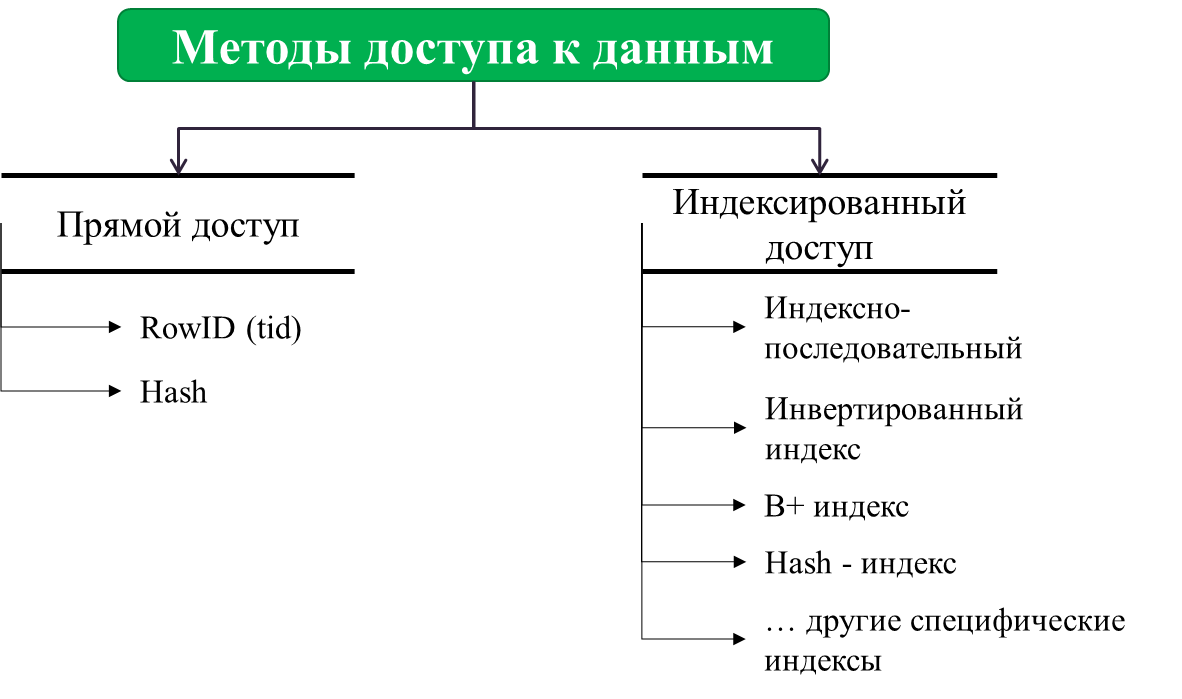 Методы доступа к данным
Прямой доступ
RowID (tid)
Hash
Индексированный
доступ
Индексно-
последовательный
Инвертированный
индекс
B+ индекс
Hash - индекс
… другие специфические
индексы